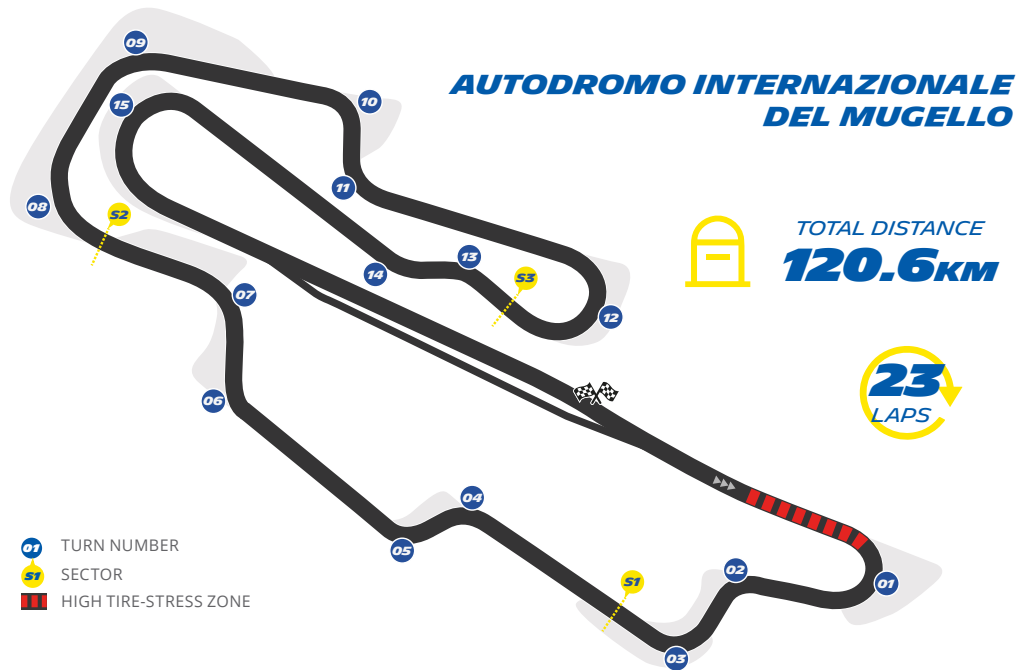 AUTODROMO INTERNAZIONALE
DEL MUGELLO
TOTAL DISTANCE
120.6KM
23
LAPS
09
15
10
11
08
S2
13
14
S3
07
12
06
04
05
S1
02
01
03
01 TURN NUMBER
S1 SECTOR
HIGH TIRE-STRESS ZONE